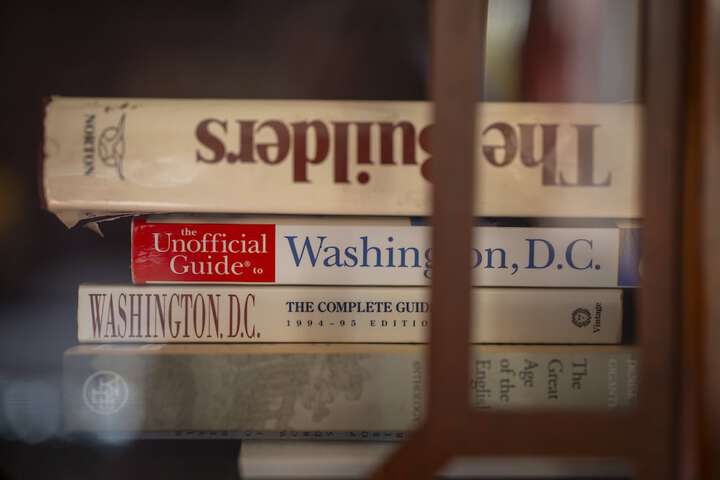 The Builders
NORTON
the
Unofficial
Guide® to
Washington, D.C.
WASHINGTON, D.C.
THE COMPLETE GUIDE
1994-95 EDITION
Vintage
The
Great
Age
of the
English